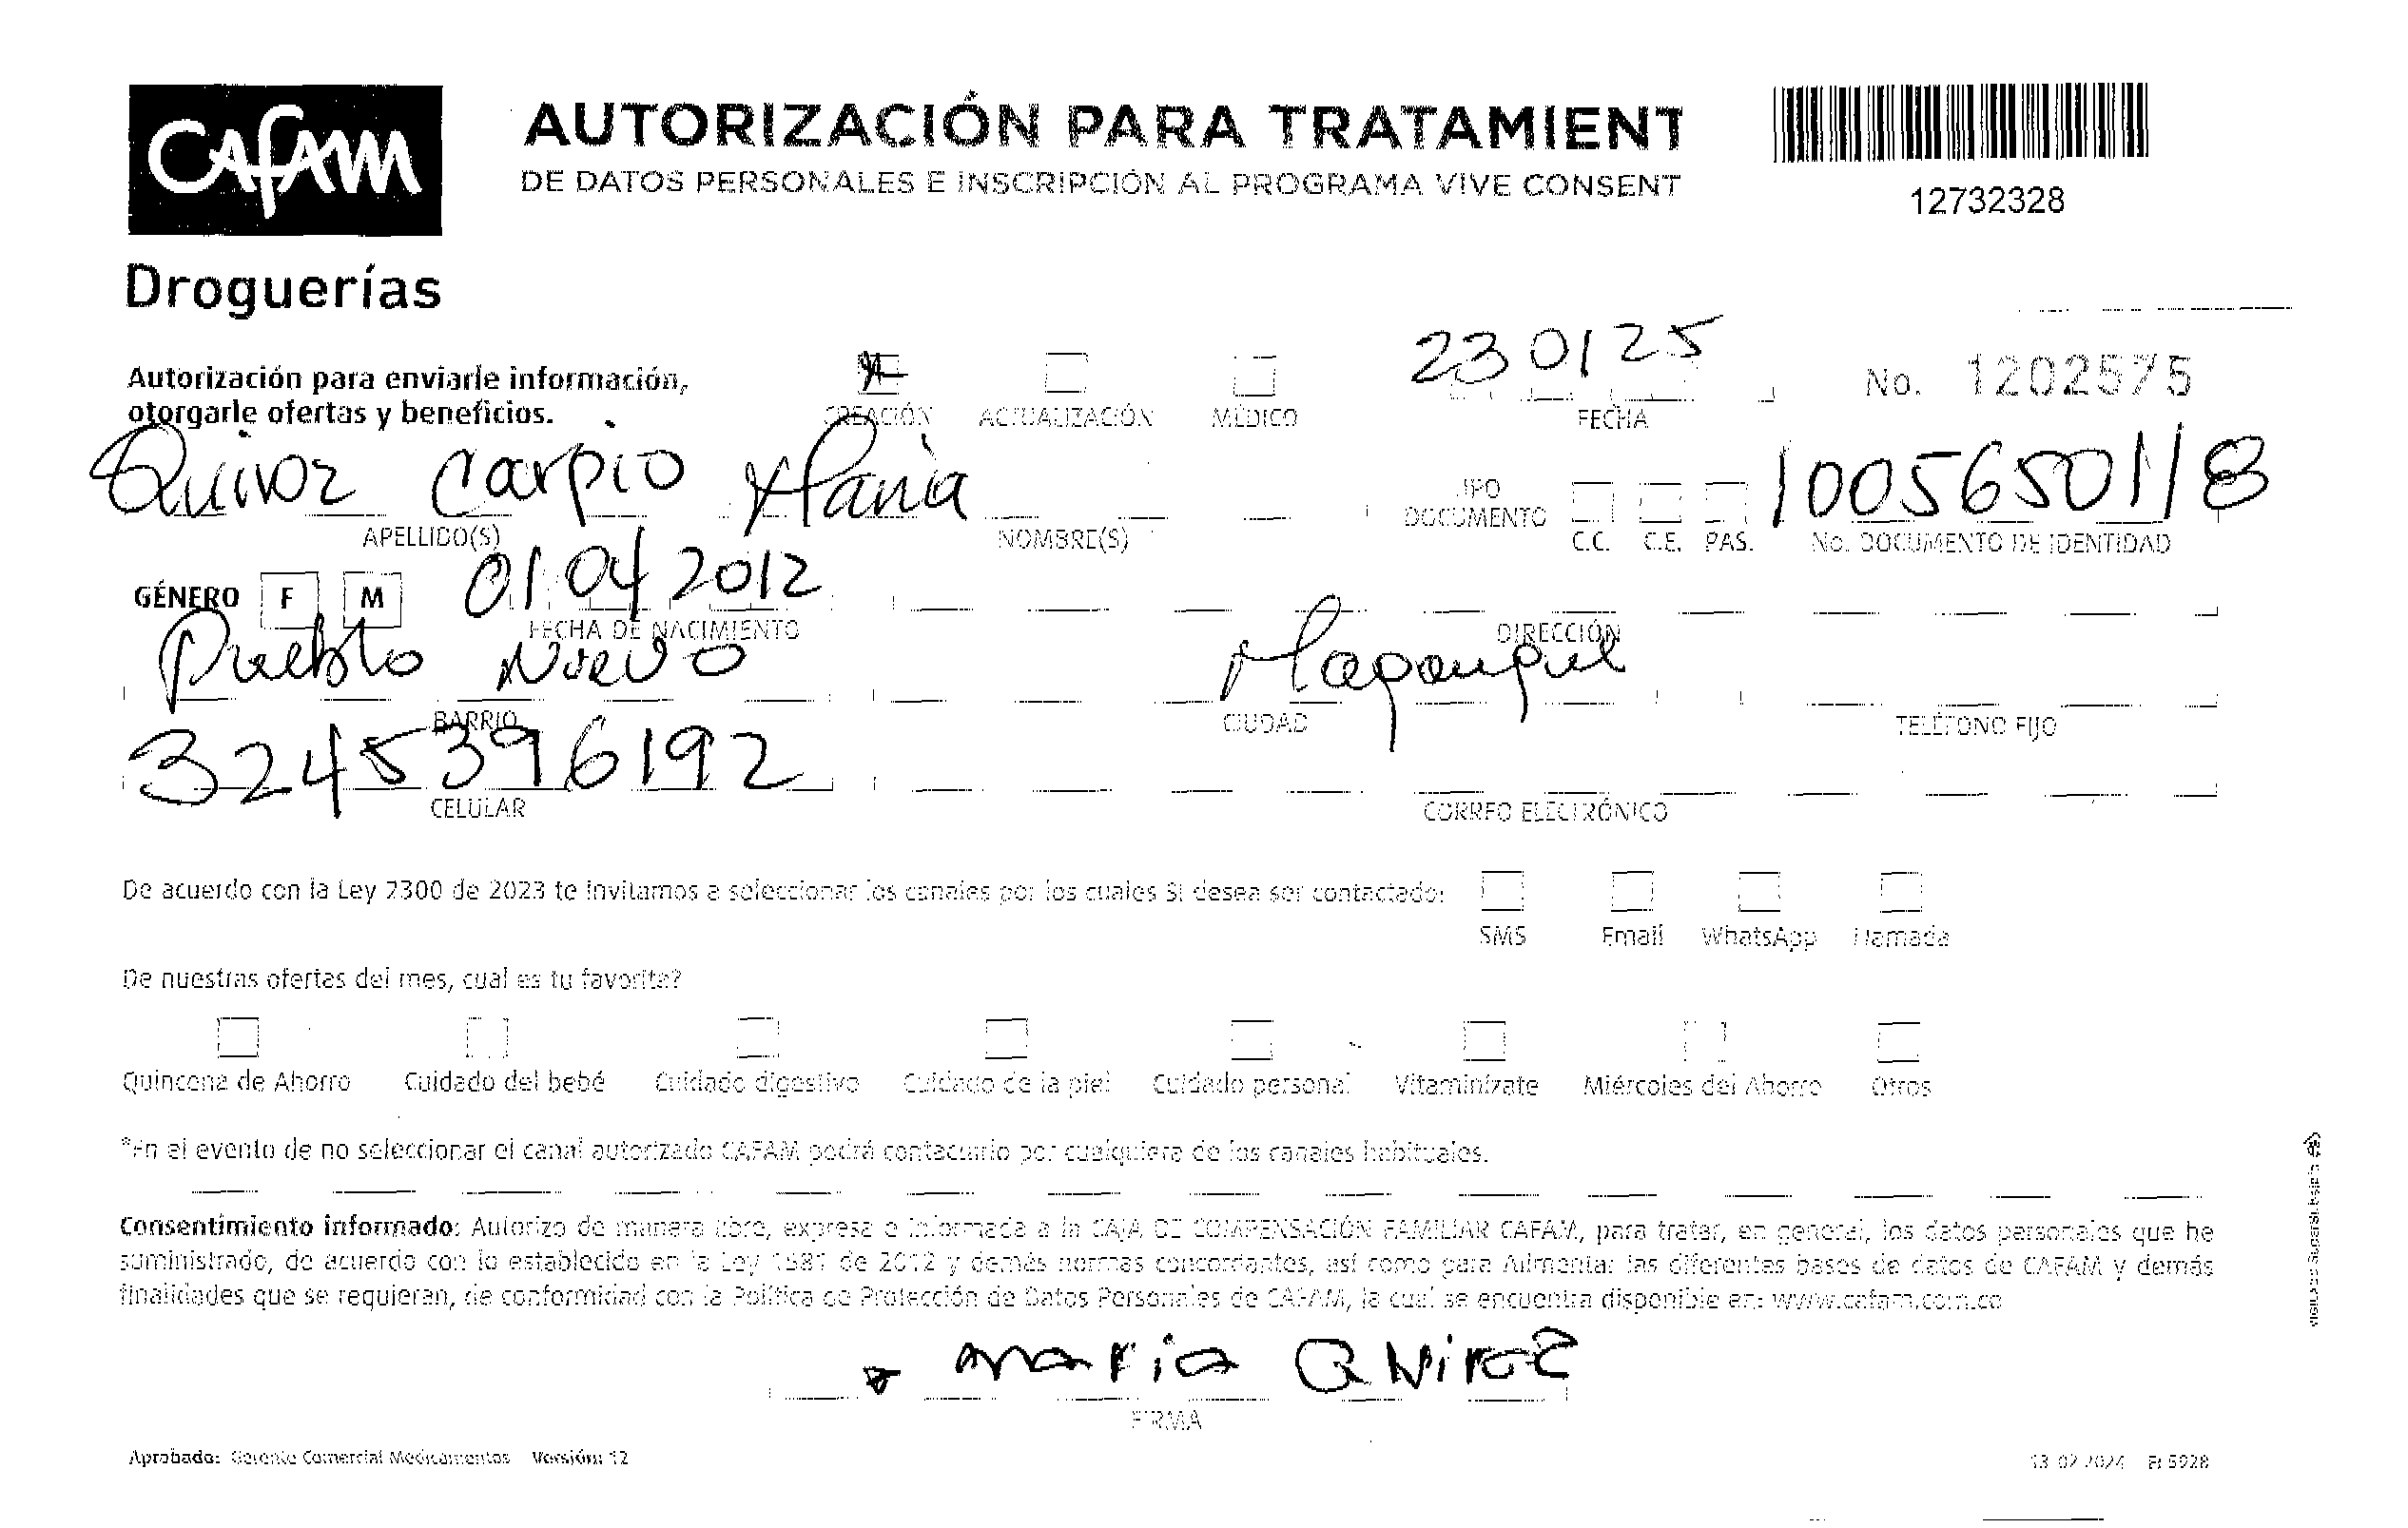 CAFAM
AUTORIZACIÓN PARA TRATAMIENT
DE DATOS PERSONALES E INSCRIPCIÓN AL PROGRAMA VIVE CONSENT
12732328
Droguerías
Autorización para enviarle información,
otorgarle ofertas y beneficios.
CREACIÓN ACTUALIZACIÓN MÉDICO
230125
FECHA
No. 1202575
Quiroz Carpio Maria
APELLIDO(S) NOMBRE(S)
TIPO
DOCUMENTO C.C. C.E. PAS.
1005650118
No. DOCUMENTO DE IDENTIDAD
GÉNERO F M 01 04 2012
FECHA DE NACIMIENTO DIRECCIÓN
Pueblo Nuevo Magangue
BARRIO CIUDAD TELÉFONO FIJO
3245396192
CELULAR CORREO ELECTRÓNICO
De acuerdo con la Ley 2300 de 2023 te invitamos a seleccionar los canales por los cuales SI desea ser contactado:
SMS Email WhatsApp Llamada
De nuestras ofertas del mes, cual es tu favorita?
Quincena de Ahorro Cuidado del bebé Cuidado digestivo Cuidado de la piel Cuidado personal Vitaminízate Miércoles del Ahorro Otros
*En el evento de no seleccionar el canal autorizado CAFAM podrá contactarlo por cualquiera de los canales habituales.
Consentimiento informado: Autorizo de manera libre, expresa e informada a la CAJA DE COMPENSACIÓN FAMILIAR CAFAM, para tratar, en general, los datos personales que he
suministrado, de acuerdo con lo establecido en la Ley 1581 de 2012 y demás normas concordantes, así como para Alimentar las diferentes bases de datos de CAFAM y demás
finalidades que se requieran, de conformidad con la Política de Protección de Datos Personales de CAFAM, la cual se encuentra disponible en: www.cafam.com.co
maria Quiroz
FIRMA
Aprobado: Gerente Comercial Medicamentos Versión: 12
13 02 2024 Ft 5928